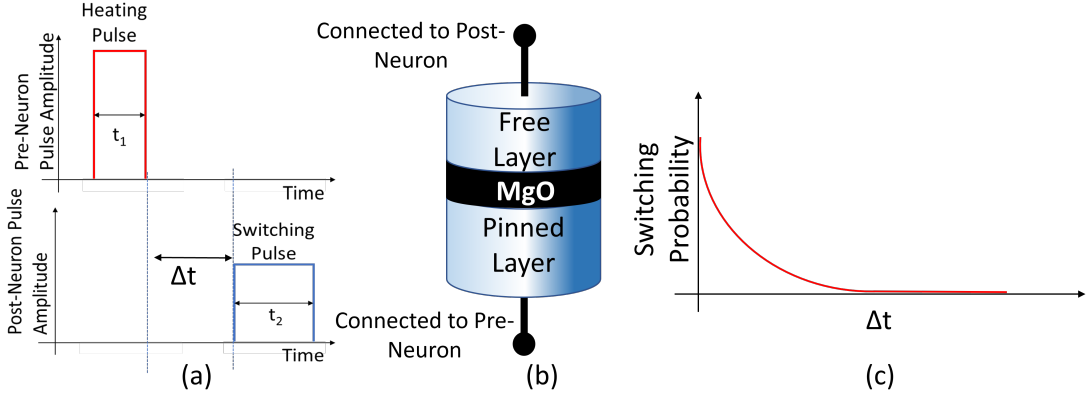 Heating
Pulse
Pre-Neuron
Pulse Amplitude
t1
Time
Post-Neuron Pulse
Amplitude
Switching
Pulse
Δt
t2
Time
(a)
Connected to Post-
Neuron
Free
Layer
MgO
Pinned
Layer
Connected to Pre-
Neuron
(b)
Switching
Probability
Δt
(c)